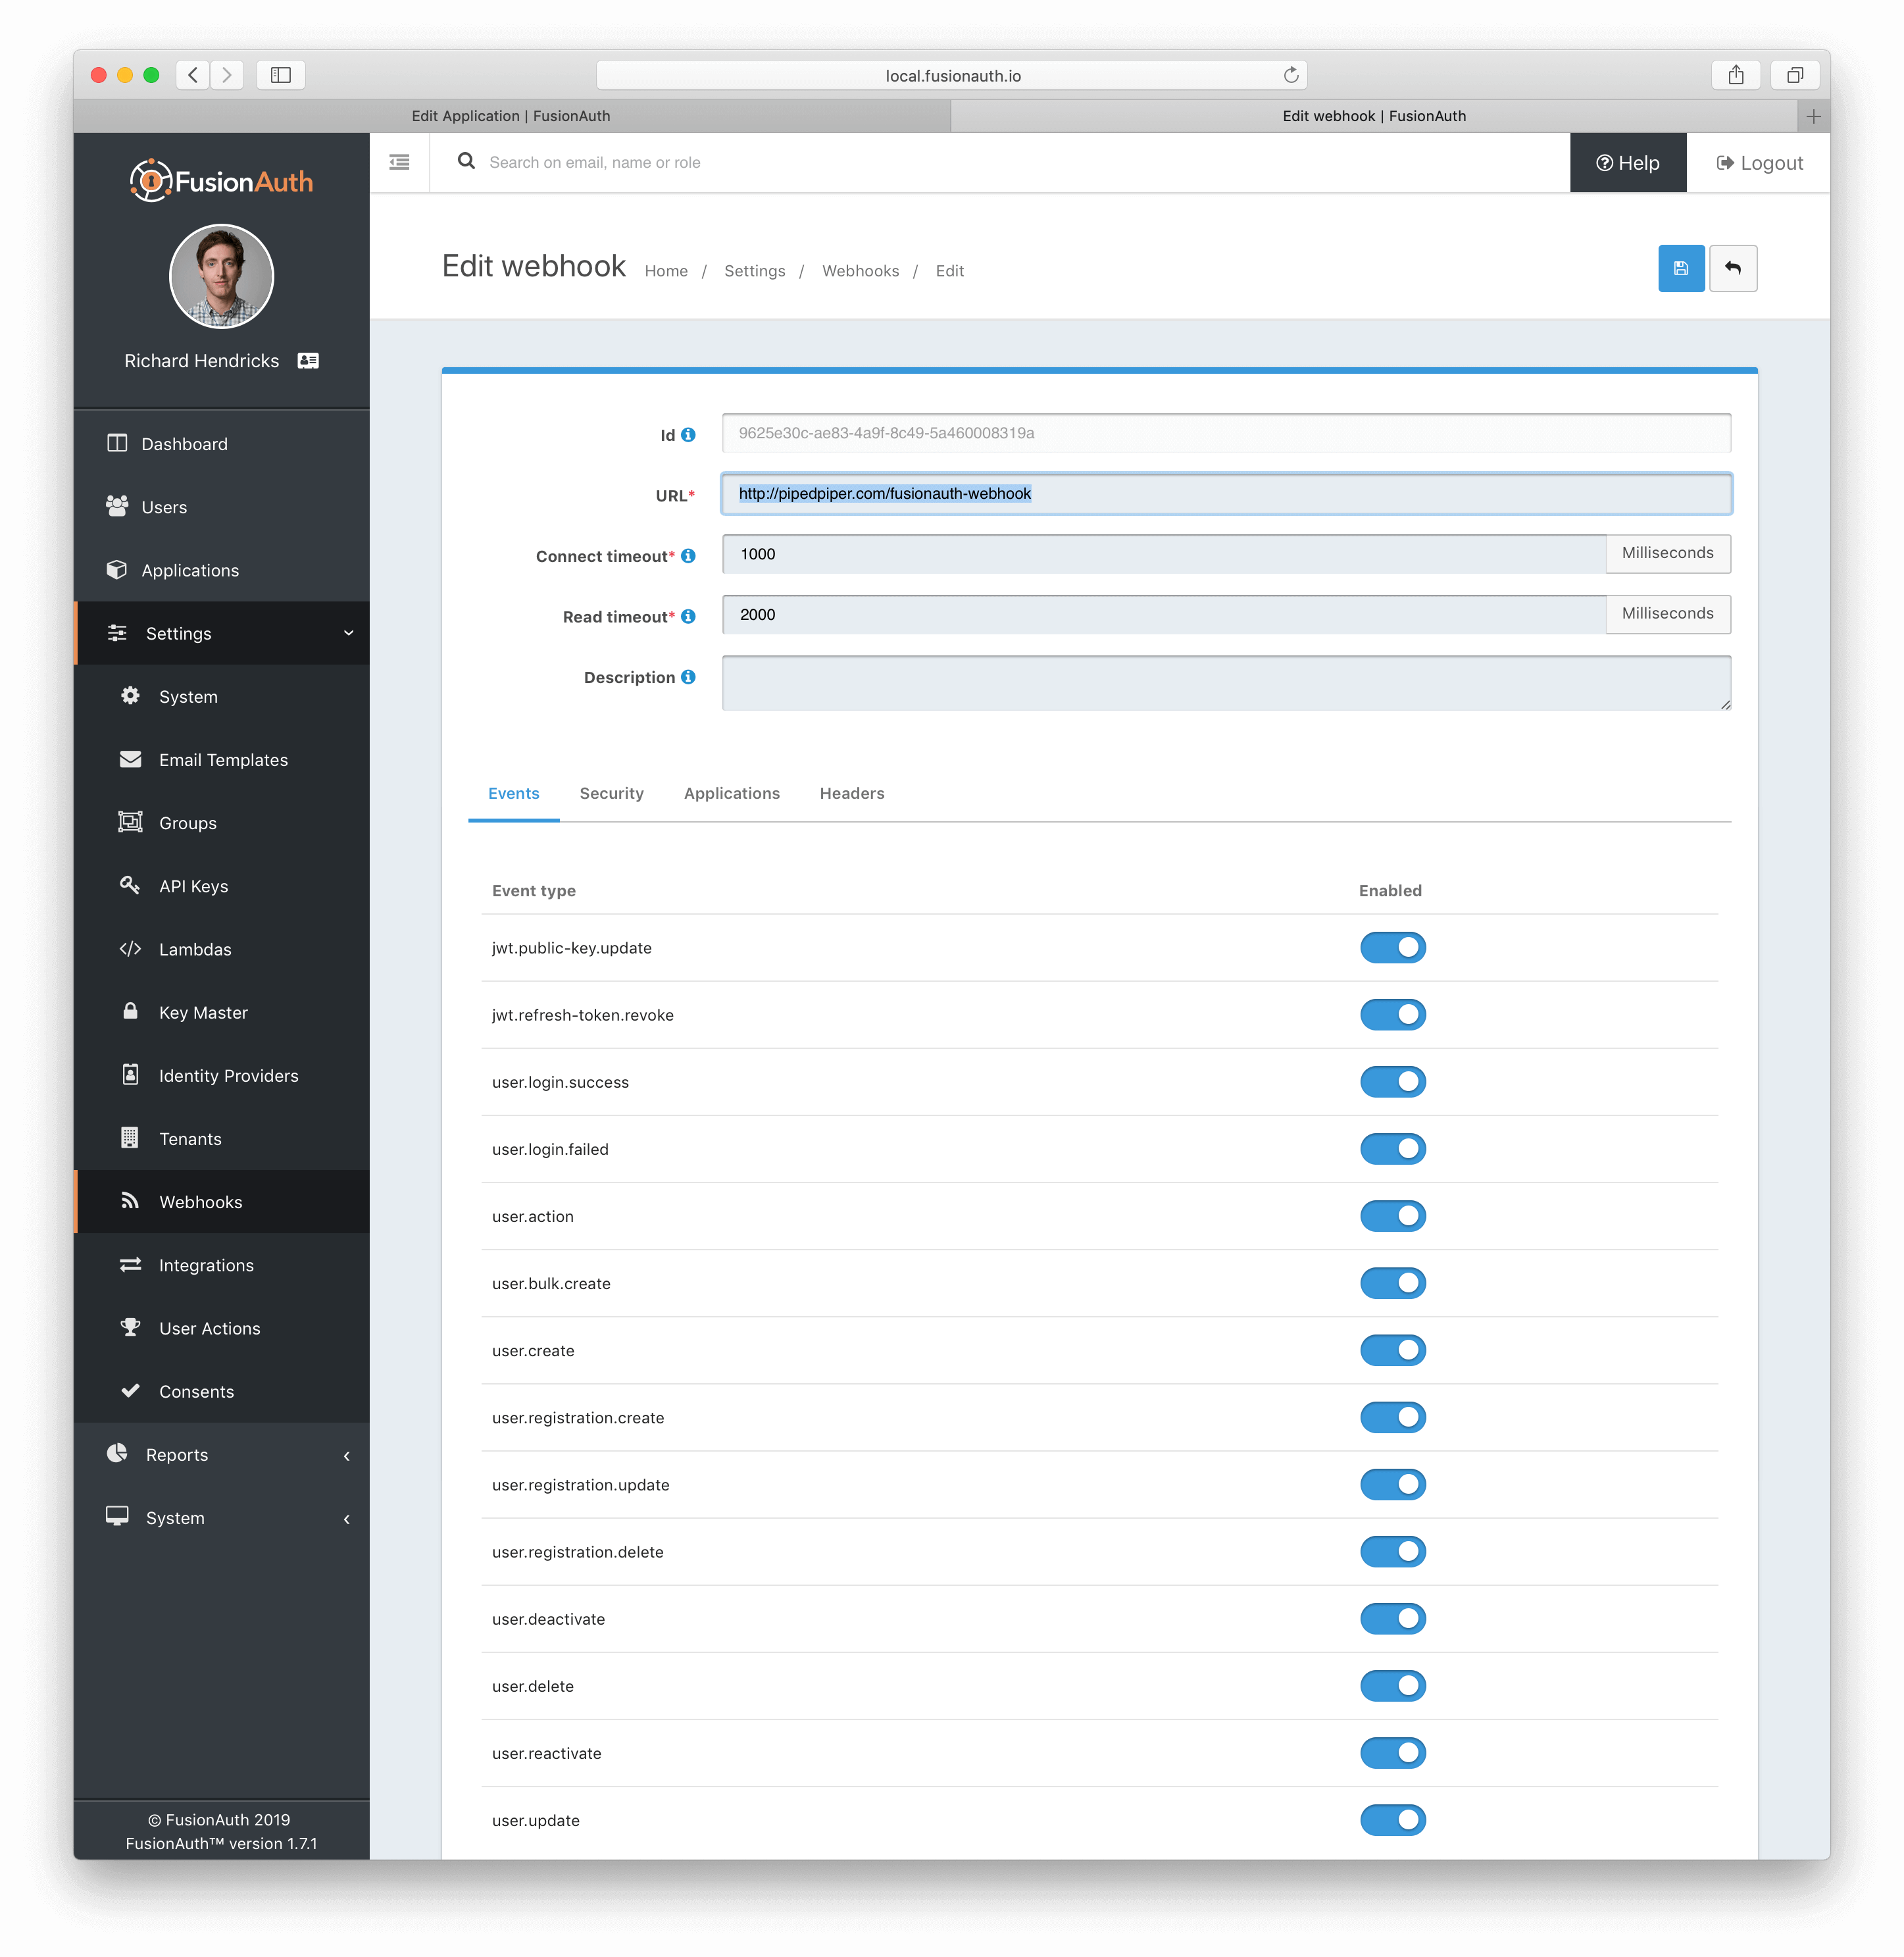 local.fusionauth.io
Edit Application | FusionAuth
Edit webhook | FusionAuth
FusionAuth
Search on email, name or role
Help
Logout
Richard Hendricks
Edit webhook
Home / Settings / Webhooks / Edit
Dashboard
Users
Applications
Settings
System
Email Templates
Groups
API Keys
Lambdas
Key Master
Identity Providers
Tenants
Webhooks
Integrations
User Actions
Consents
Reports
System
© FusionAuth 2019
FusionAuth™ version 1.7.1
Id 9625e30c-ae83-4a9f-8c49-5a460008319a
URL* http://pipedpiper.com/fusionauth-webhook
Connect timeout* 1000 Milliseconds
Read timeout* 2000 Milliseconds
Description
Events Security Applications Headers
Event type Enabled
jwt.public-key.update
jwt.refresh-token.revoke
user.login.success
user.login.failed
user.action
user.bulk.create
user.create
user.registration.create
user.registration.update
user.registration.delete
user.deactivate
user.delete
user.reactivate
user.update